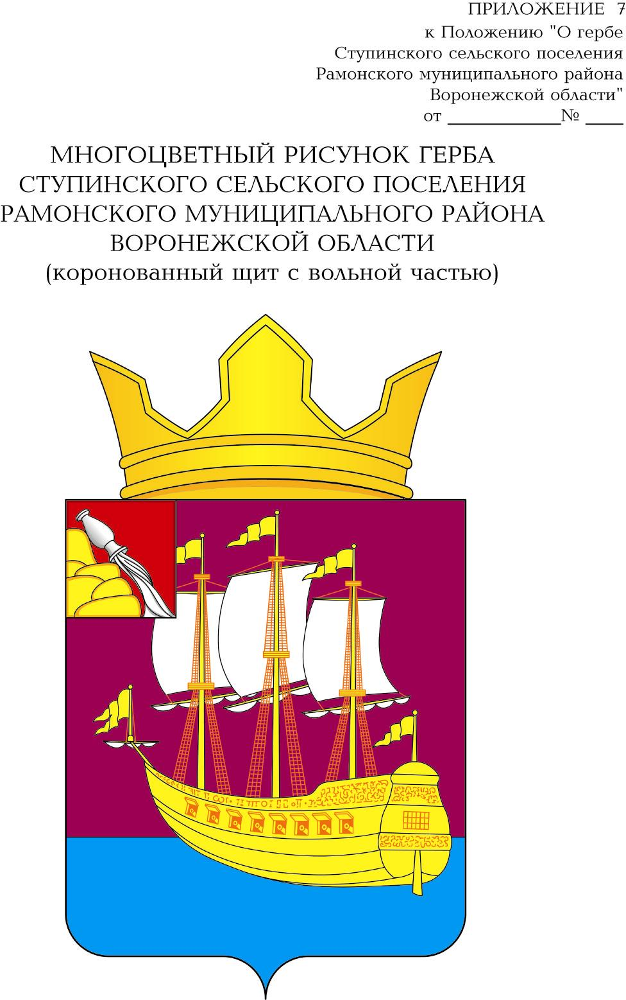 ПРИЛОЖЕНИЕ 7
к Положению "О гербе
Ступинского сельского поселения
Рамонского муниципального района
Воронежской области"
от ____________№ ____
МНОГОЦВЕТНЫЙ РИСУНОК ГЕРБА
СТУПИНСКОГО СЕЛЬСКОГО ПОСЕЛЕНИЯ
РАМОНСКОГО МУНИЦИПАЛЬНОГО РАЙОНА
ВОРОНЕЖСКОЙ ОБЛАСТИ
(коронованный щит с вольной частью)